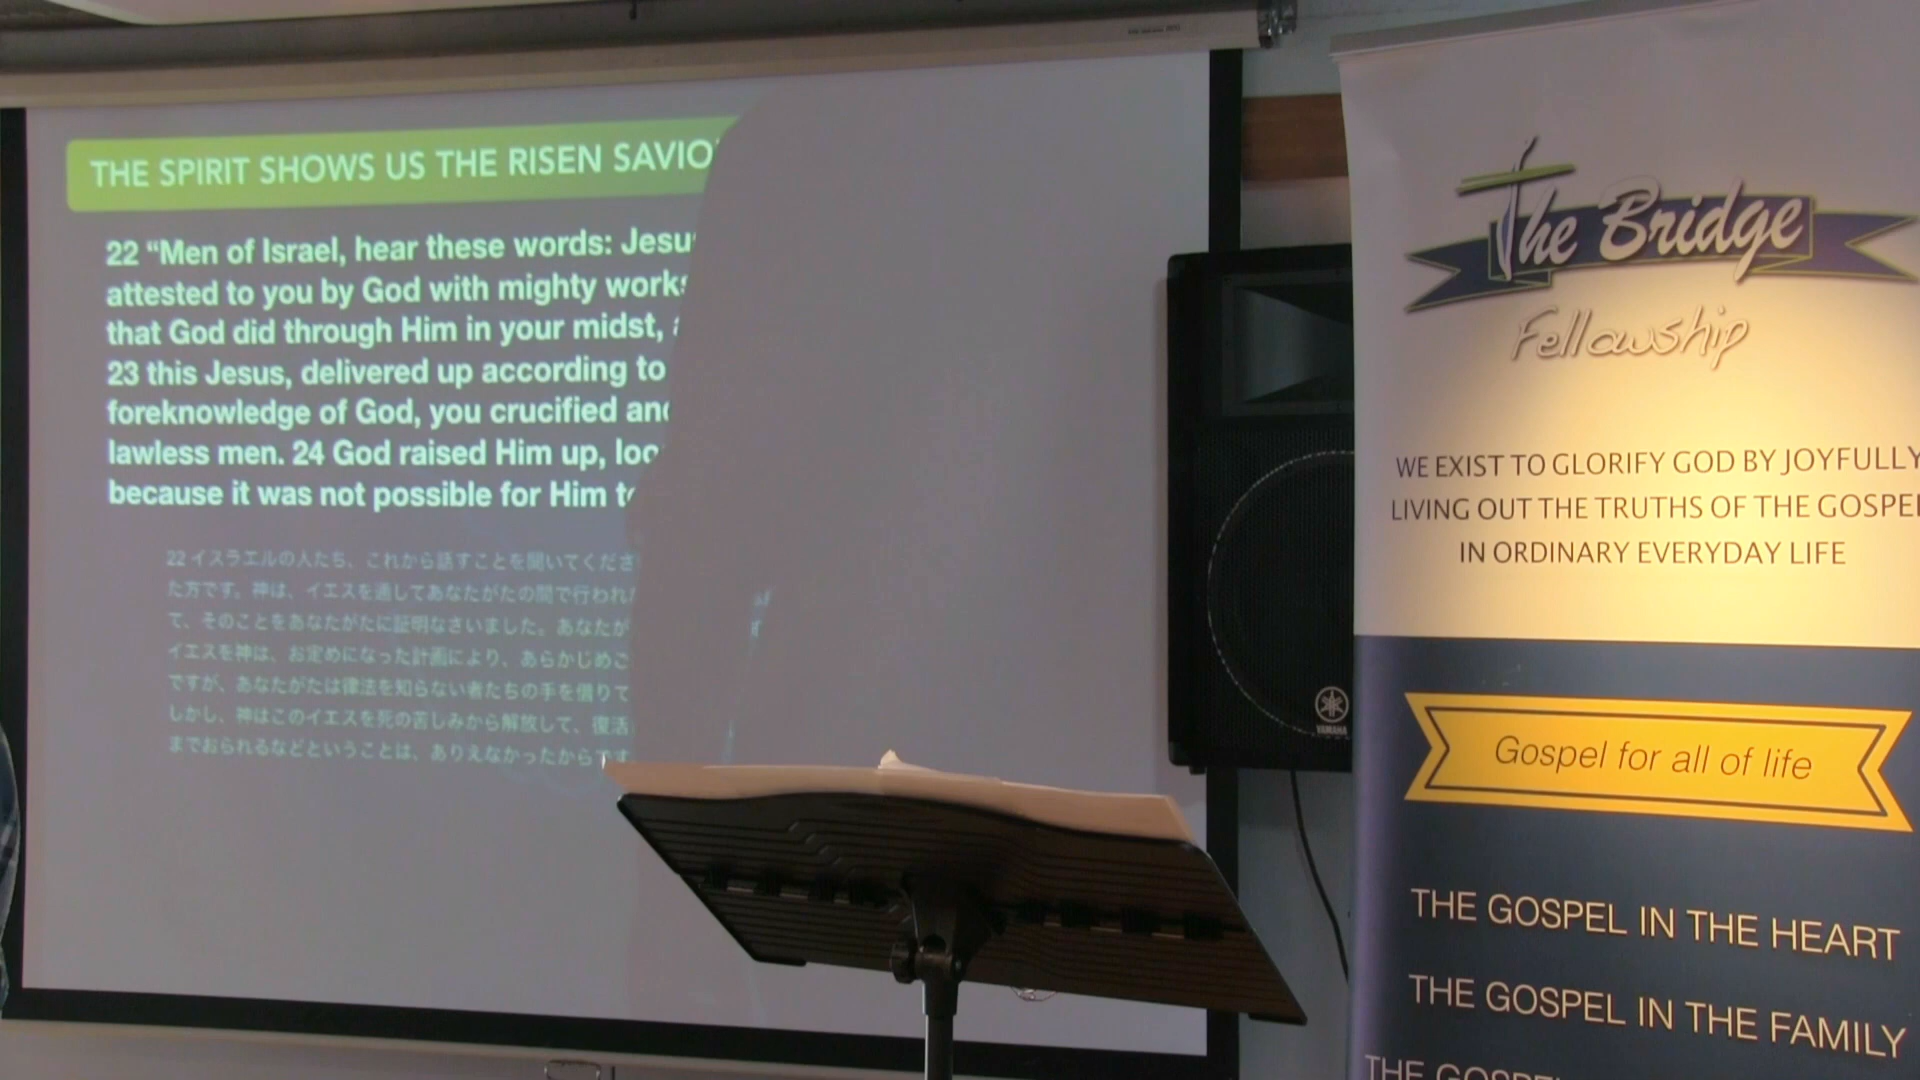 THE SPIRIT SHOWS US THE RISEN
22 “Men of Israel, hear these words:
attested to you by God with mighty works
that God did through Him in your midst,
23 this Jesus, delivered up according to
foreknowledge of God, you crucified and
lawless men. 24 God raised Him up,
because it was not possible for Him
22 イスラエルの人たち、これから話すことを聞いてくださ
た方です。神は、イエスを通してあなたがたの間で行われ
て、そのことをあなたがたに証明なさいました。あなたが
イエスを神は、お定めになった計画により、あらかじめご
ですが、あなたがたは律法を知らない者たちの手を借りて
しかし、神はこのイエスを死の苦しみから解放して、復活
までおられるなどということは、ありえなかったからです
YAMAHA
The Bridge
Fellowship
WE EXIST TO GLORIFY GOD BY JOYFULLY
LIVING OUT THE TRUTHS OF THE GOSPEL
IN ORDINARY EVERYDAY LIFE
Gospel for all of life
THE GOSPEL IN THE HEART
THE GOSPEL IN THE FAMILY
THE GOSPEL